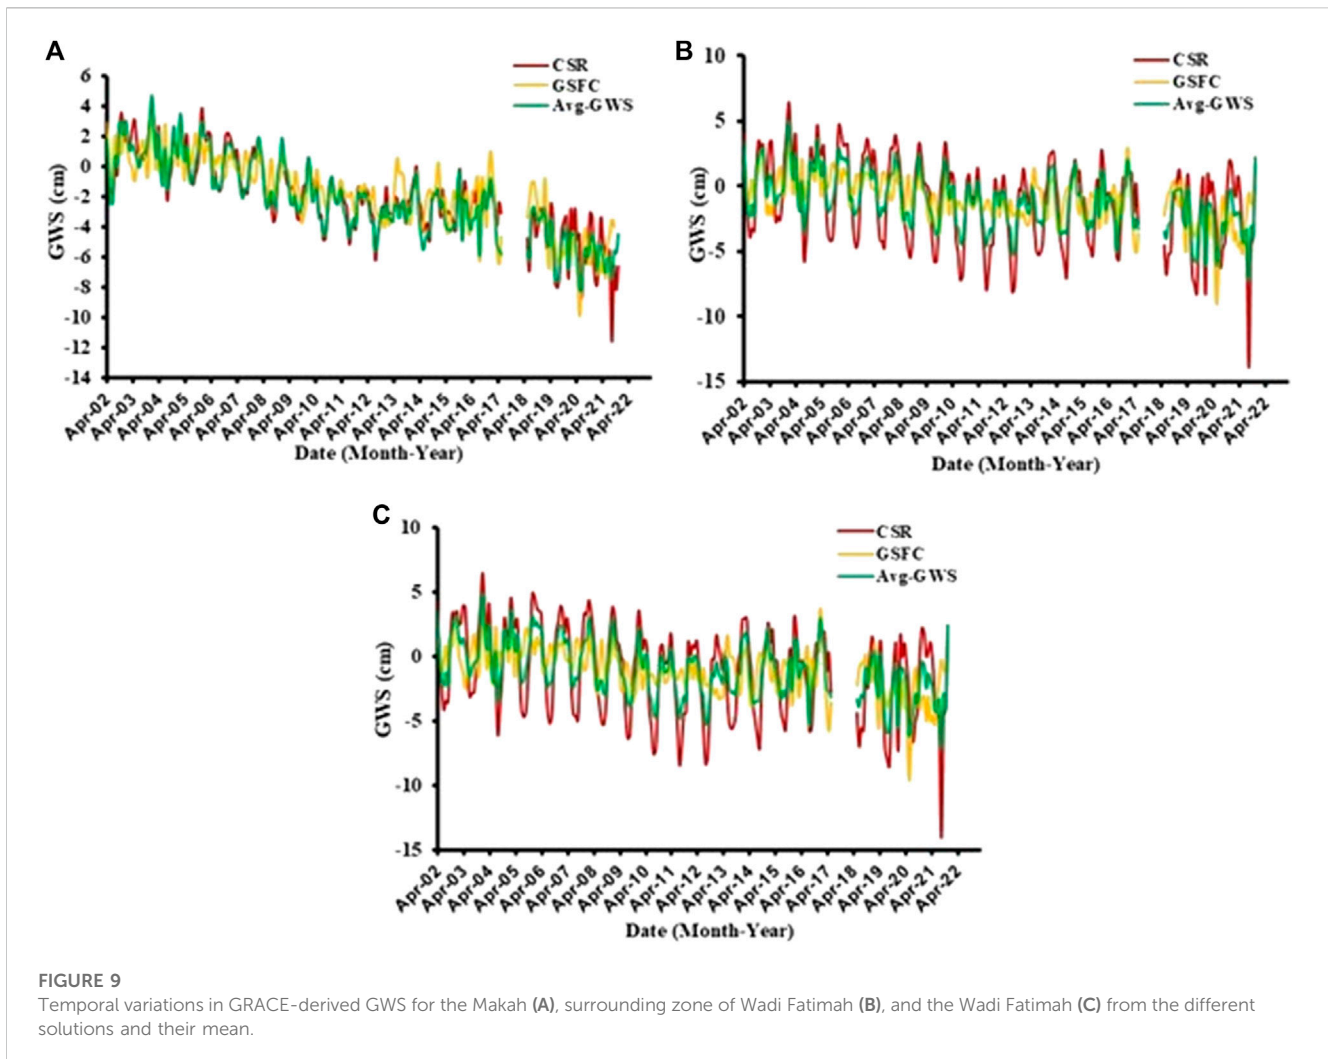 A
CSR
GSFC
Avg-GWS
6
4
2
0
-2
-4
-6
-8
-10
-12
-14
GWS (cm)
Apr-02
Apr-03
Apr-04
Apr-05
Apr-06
Apr-07
Apr-08
Apr-09
Apr-10
Apr-11
Apr-12
Apr-13
Apr-14
Apr-15
Apr-16
Apr-17
Apr-18
Apr-19
Apr-20
Apr-21
Apr-22
Date (Month-Year)
B
CSR
GSFC
Avg-GWS
10
5
0
-5
-10
-15
GWS (cm)
Apr-02
Apr-03
Apr-04
Apr-05
Apr-06
Apr-07
Apr-08
Apr-09
Apr-10
Apr-11
Apr-12
Apr-13
Apr-14
Apr-15
Apr-16
Apr-17
Apr-18
Apr-19
Apr-20
Apr-21
Apr-22
Date (Month-Year)
C
CSR
GSFC
Avg-GWS
10
5
0
-5
-10
-15
GWS (cm)
Apr-02
Apr-03
Apr-04
Apr-05
Apr-06
Apr-07
Apr-08
Apr-09
Apr-10
Apr-11
Apr-12
Apr-13
Apr-14
Apr-15
Apr-16
Apr-17
Apr-18
Apr-19
Apr-20
Apr-21
Apr-22
Date (Month-Year)
FIGURE 9
Temporal variations in GRACE-derived GWS for the Makah (A), surrounding zone of Wadi Fatimah (B), and the Wadi Fatimah (C) from the different
solutions and their mean.